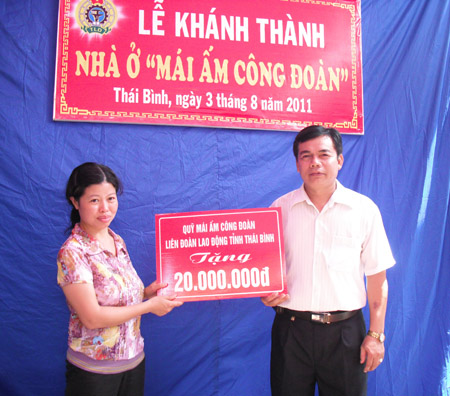 LỄ KHÁNH THÀNH
NHÀ Ở “MÁI ẤM CÔNG ĐOÀN”
Thái Bình, ngày 3 tháng 8 năm 2011
QUỸ MÁI ẤM CÔNG ĐOÀN
LIÊN ĐOÀN LAO ĐỘNG TỈNH THÁI BÌNH
Tặng
20.000.000đ